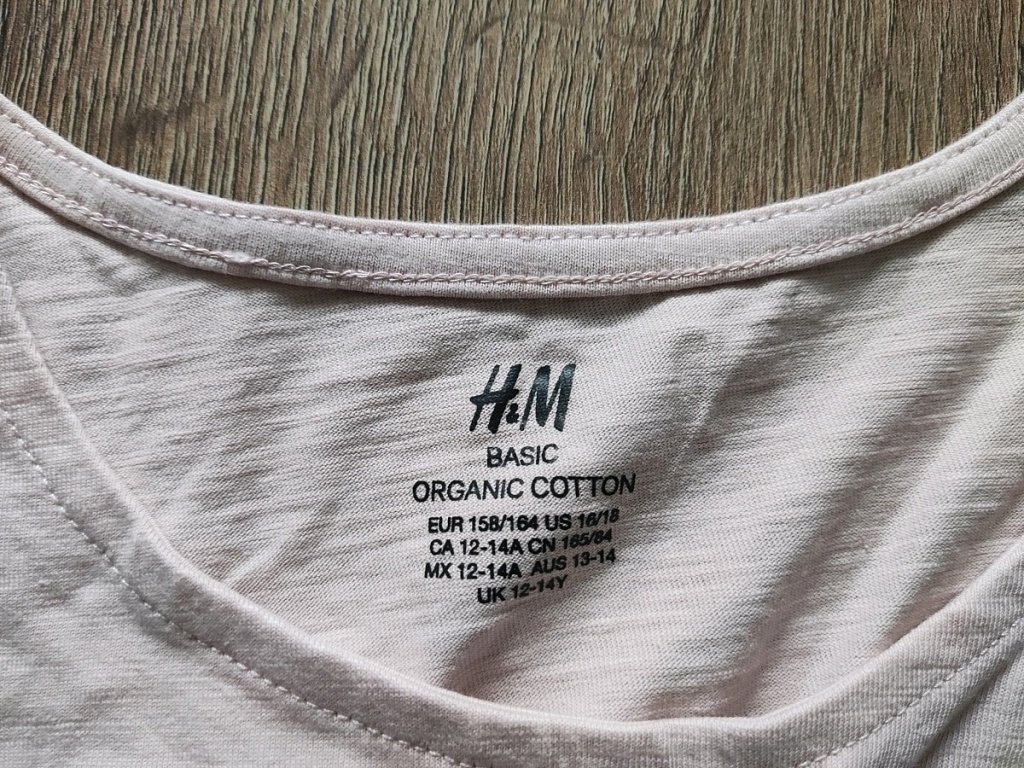 H&M
BASIC
ORGANIC COTTON
EUR 158/164 US 16/18
CA 12-14A CN 165/84
MX 12-14A AUS 13-14
UK 12-14Y